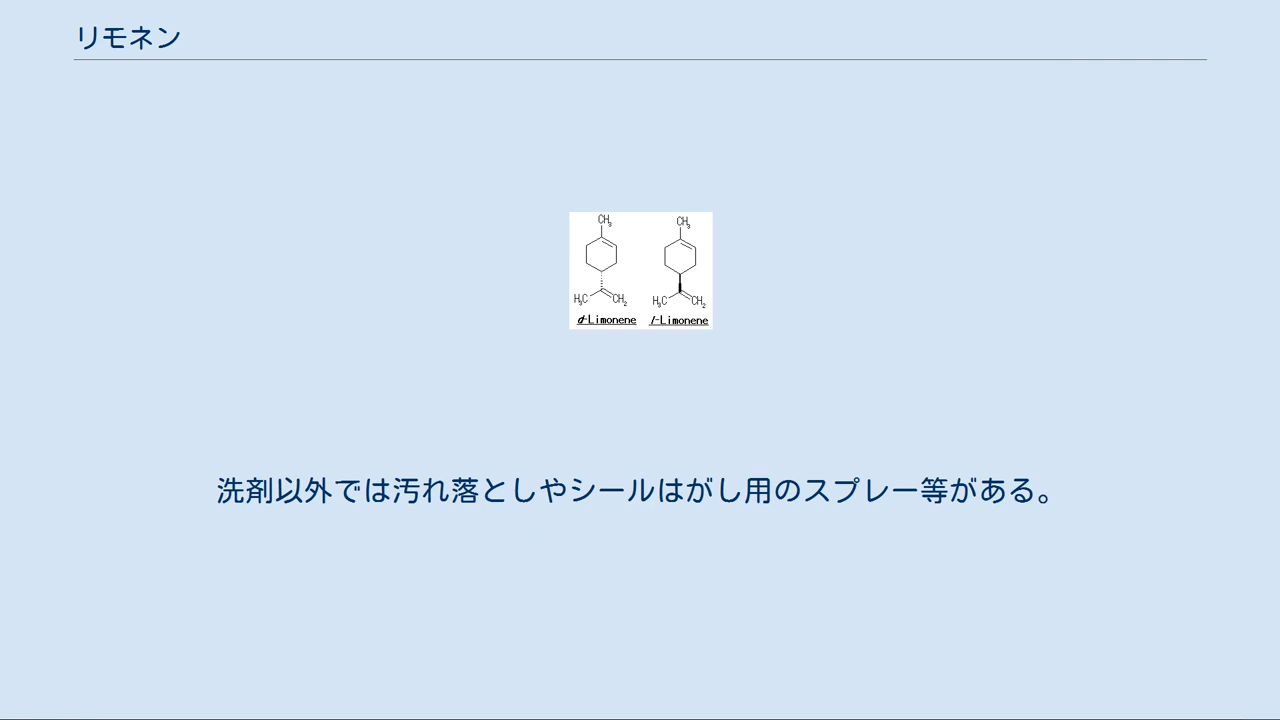 リモネン
CH₃ CH₃
H₃C CH₂ H₃C CH₂
d-Limonene l-Limonene
洗剤以外では汚れ落としやシールはがし用のスプレー等がある。